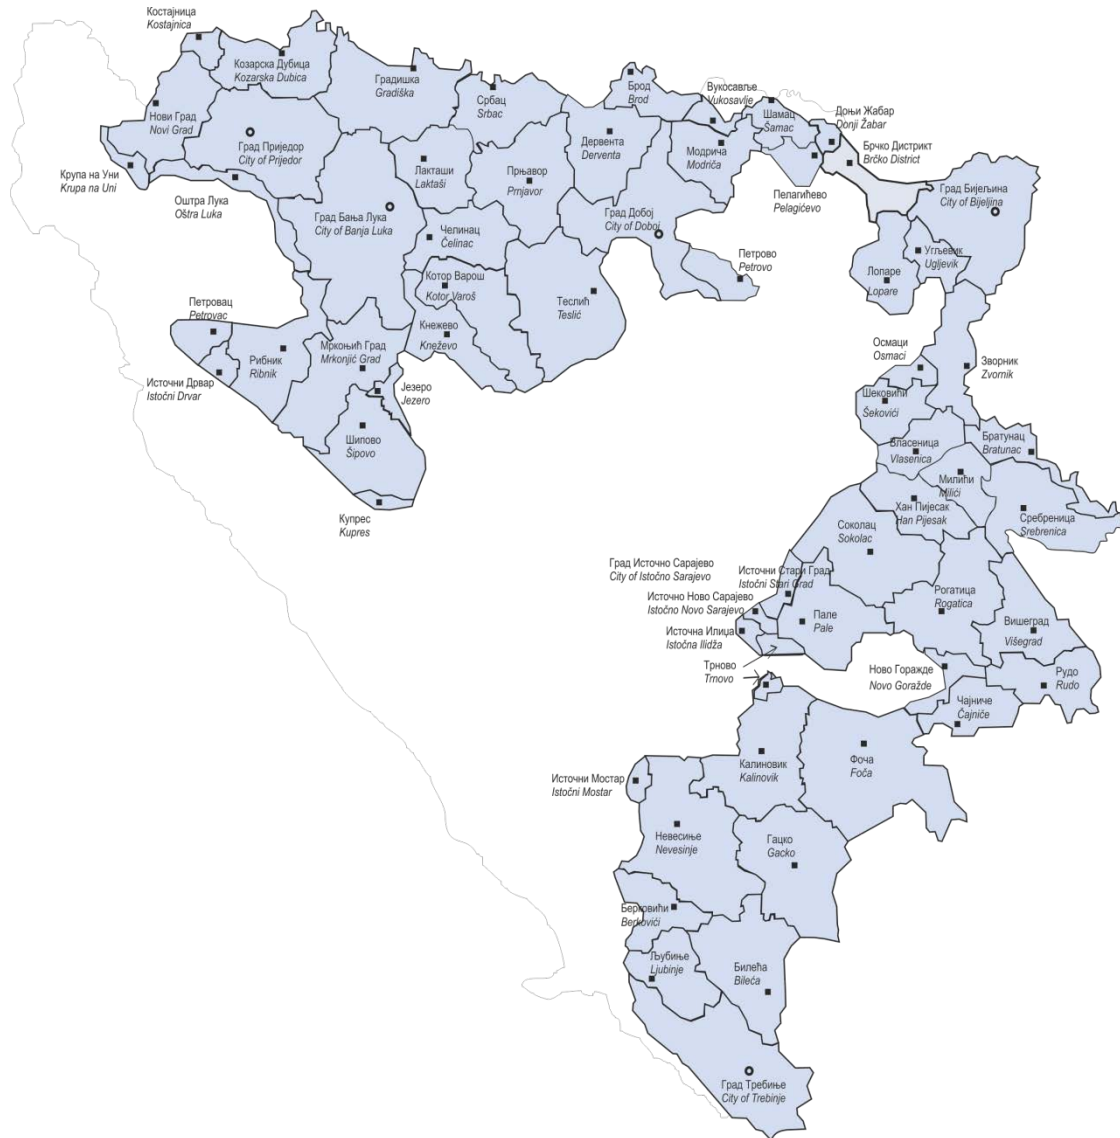 Костајница
Kostajnica
Козарска Дубица
Kozarska Dubica
Градишка
Gradiška
Србац
Srbac
Брод
Brod
Вукосавље
Vukosavlje
Шамац
Šamac
Доњи Жабар
Donji Žabar
Брчко Дистрикт
Brčko District
Нови Град
Novi Grad
Град Приједор
City of Prijedor
Лакташи
Laktaši
Прњавор
Prnjavor
Дервента
Derventa
Модрича
Modriča
Пелагићево
Pelagićevo
Град Бијељина
City of Bijeljina
Крупа на Уни
Krupa na Uni
Оштра Лука
Oštra Luka
Град Бања Лука
City of Banja Luka
Челинац
Čelinac
Град Добој
City of Doboj
Петрово
Petrovo
Лопаре
Lopare
Угљевик
Ugljevik
Котор Варош
Kotor Varoš
Теслић
Teslić
Петровац
Petrovac
Рибник
Ribnik
Мркоњић Град
Mrkonjić Grad
Кнежево
Kneževo
Источни Дрвар
Istočni Drvar
Језеро
Jezero
Шипово
Šipovo
Купрес
Kupres
Осмаци
Osmaci
Зворник
Zvornik
Шековићи
Šekovići
Власеница
Vlasenica
Братунац
Bratunac
Милићи
Milići
Хан Пијесак
Han Pijesak
Сребреница
Srebrenica
Соколац
Sokolac
Град Источно Сарајево
City of Istočno Sarajevo
Источни Стари Град
Istočni Stari Grad
Источно Ново Сарајево
Istočno Novo Sarajevo
Источна Илиџа
Istočna Ilidža
Пале
Pale
Рогатица
Rogatica
Вишеград
Višegrad
Трново
Trnovo
Ново Горажде
Novo Goražde
Рудо
Rudo
Чајниче
Čajniče
Калиновик
Kalinovik
Фоча
Foča
Источни Мостар
Istočni Mostar
Невесиње
Nevesinje
Гацко
Gacko
Берковићи
Berkovići
Љубиње
Ljubinje
Билећа
Bileća
Град Требиње
City of Trebinje